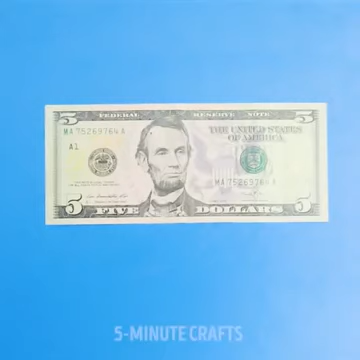 5 FEDERAL RESERVE NOTE 5
MA 75269764 A
THE UNITED STATES
OF AMERICA
A1
MA 75269764 A
5 FIVE DOLLARS 5
5-MINUTE CRAFTS